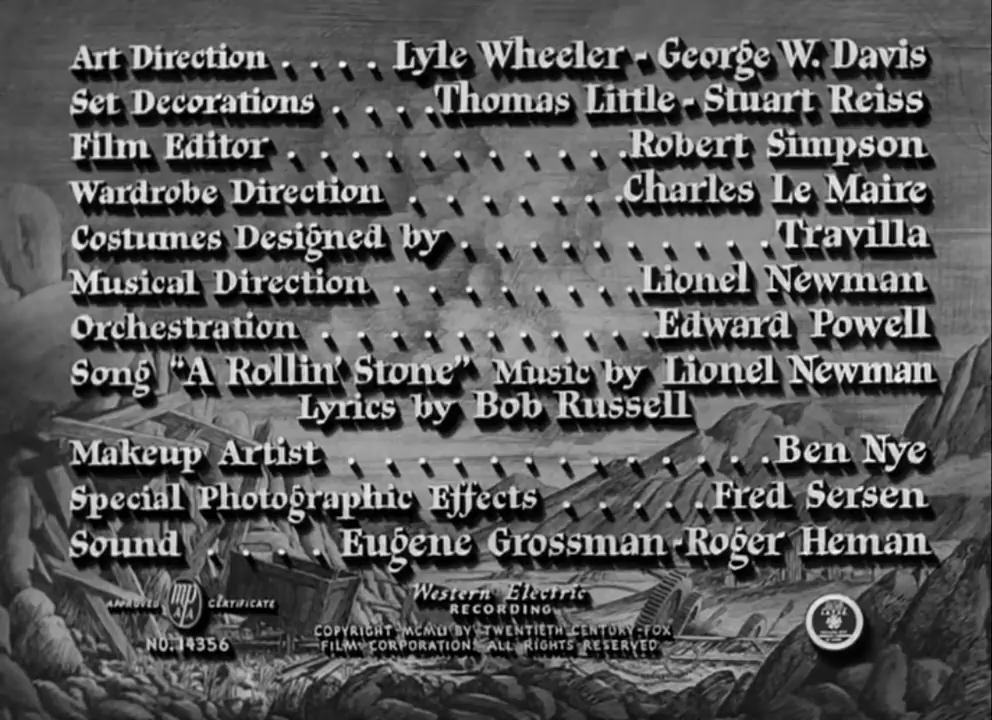 Art Direction . . . . Lyle Wheeler - George W. Davis
Set Decorations . . . . Thomas Little - Stuart Reiss
Film Editor . . . . . . . . . . Robert Simpson
Wardrobe Direction . . . . . . . Charles Le Maire
Costumes Designed by . . . . . . . . . Travilla
Musical Direction . . . . . . . Lionel Newman
Orchestration . . . . . . . . . . Edward Powell
Song "A Rollin' Stone" Music by Lionel Newman
Lyrics by Bob Russell
Makeup Artist . . . . . . . . . . . . Ben Nye
Special Photographic Effects . . . . . Fred Sersen
Sound . . . . Eugene Grossman - Roger Heman
APPROVED MPAA CERTIFICATE
NO. 14356
Western Electric
RECORDING
COPYRIGHT MCMLI BY TWENTIETH CENTURY-FOX
FILM CORPORATION. ALL RIGHTS RESERVED